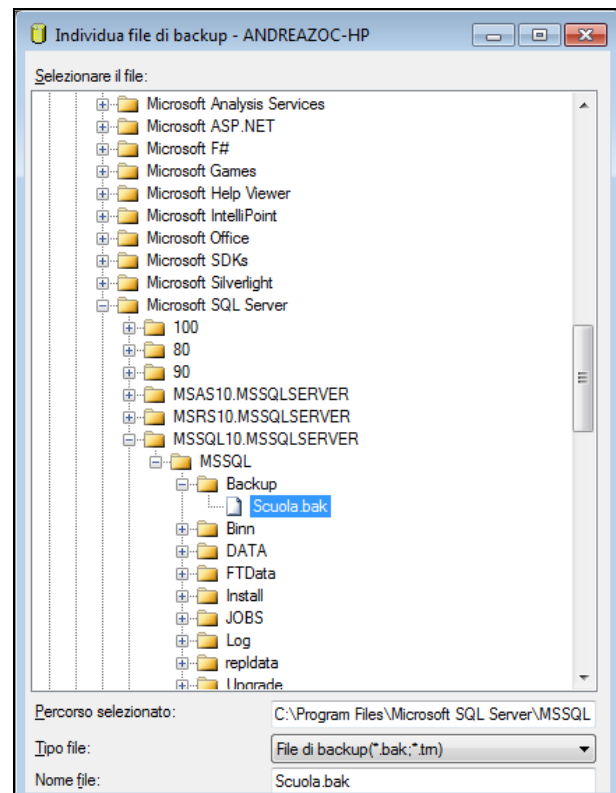 Individua file di backup - ANDREAZOC-HP
Selezionare il file:
Microsoft Analysis Services
Microsoft ASP.NET
Microsoft F#
Microsoft Games
Microsoft Help Viewer
Microsoft IntelliPoint
Microsoft Office
Microsoft SDKs
Microsoft Silverlight
Microsoft SQL Server
100
80
90
MSAS10.MSSQLSERVER
MSRS10.MSSQLSERVER
MSSQL10.MSSQLSERVER
MSSQL
Backup
Scuola.bak
Binn
DATA
FTData
Install
JOBS
Log
repldata
Upgrade
Percorso selezionato: C:\Program Files\Microsoft SQL Server\MSSQL
Tipo file: File di backup(*.bak;*.trn)
Nome file: Scuola.bak